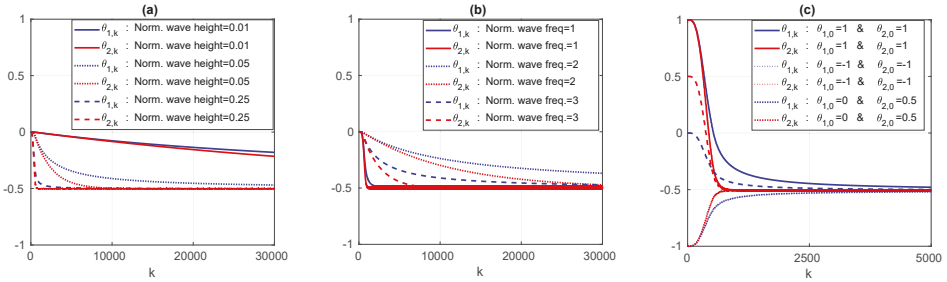 (a)
1
0.5
0
-0.5
-1
0
10000
20000
30000
k
θ1,k : Norm. wave height=0.01
θ2,k : Norm. wave height=0.01
θ1,k : Norm. wave height=0.05
θ2,k : Norm. wave height=0.05
θ1,k : Norm. wave height=0.25
θ2,k : Norm. wave height=0.25
(b)
1
0.5
0
-0.5
-1
0
10000
20000
30000
k
θ1,k : Norm. wave freq.=1
θ2,k : Norm. wave freq.=1
θ1,k : Norm. wave freq.=2
θ2,k : Norm. wave freq.=2
θ1,k : Norm. wave freq.=3
θ2,k : Norm. wave freq.=3
(c)
1
0.5
0
-0.5
-1
0
2500
5000
k
θ1,k : θ1,0=1 & θ2,0=1
θ2,k : θ1,0=1 & θ2,0=1
θ1,k : θ1,0=-1 & θ2,0=-1
θ2,k : θ1,0=-1 & θ2,0=-1
θ1,k : θ1,0=0 & θ2,0=0.5
θ2,k : θ1,0=0 & θ2,0=0.5